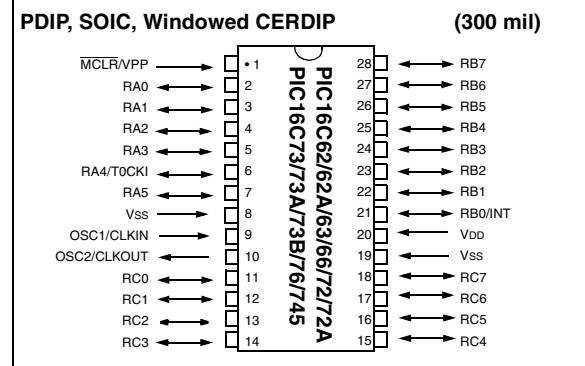 PDIP, SOIC, Windowed CERDIP (300 mil)
MCLR/VPP • 1 28 RB7
RA0 2 27 RB6
RA1 3 26 RB5
RA2 4 25 RB4
RA3 5 24 RB3
RA4/T0CKI 6 23 RB2
RA5 7 22 RB1
Vss 8 21 RB0/INT
OSC1/CLKIN 9 20 VDD
OSC2/CLKOUT 10 19 Vss
RC0 11 18 RC7
RC1 12 17 RC6
RC2 13 16 RC5
RC3 14 15 RC4
PIC16C62/62A/63/66/72/72A
PIC16C73/73A/73B/76/745